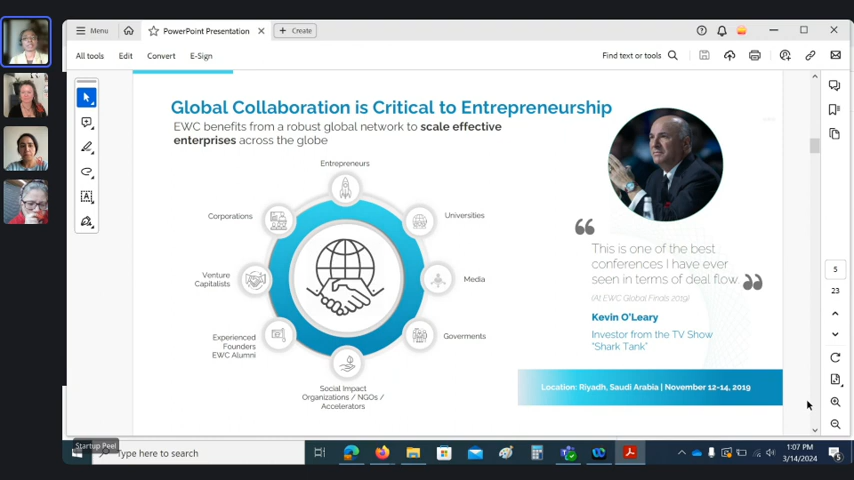 Menu
PowerPoint Presentation
Create
All tools
Edit
Convert
E-Sign
Find text or tools
Global Collaboration is Critical to Entrepreneurship
EWC benefits from a robust global network to scale effective
enterprises across the globe
Entrepreneurs
Corporations
Universities
Venture
Capitalists
Media
Experienced
Founders
EWC Alumni
Goverments
Social Impact
Organizations / NGOs /
Accelerators
“
This is one of the best
conferences I have ever
seen in terms of deal flow.
”
(At EWC Global Finals 2019)
Kevin O'Leary
Investor from the TV Show
"Shark Tank"
Location: Riyadh, Saudi Arabia | November 12-14, 2019
5
23
Startup Peel
Type here to search
1:07 PM
3/14/2024
5